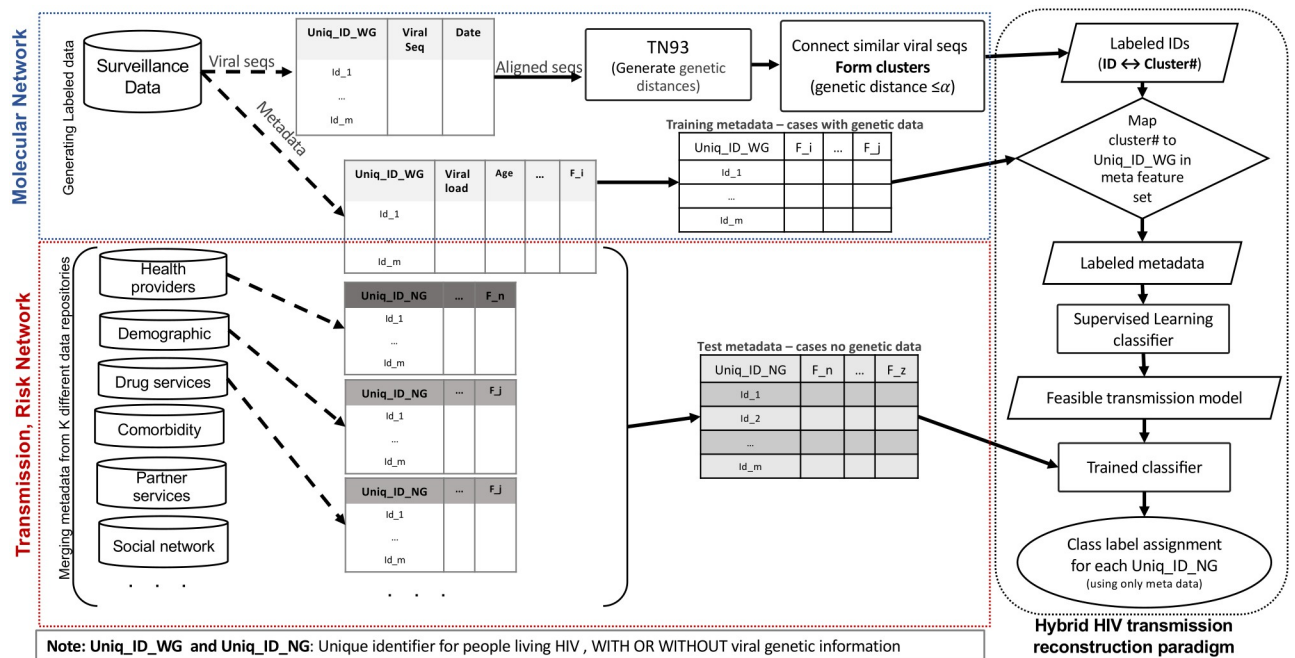 Molecular Network
Generating Labeled data
Surveillance
Data
Viral seqs
Metadata
Uniq_ID_WG Viral Seq Date
Id_1
...
Id_m
Aligned seqs
TN93
(Generate genetic
distances)
Connect similar viral seqs
Form clusters
(genetic distance ≤α)
Uniq_ID_WG Viral load Age ... F_i
Id_1
...
Id_m
Training metadata – cases with genetic data
Uniq_ID_WG F_i ... F_j
Id_1
...
Id_m
Transmission, Risk Network
Merging metadata from K different data repositories
Health
providers
Demographic
Drug services
Comorbidity
Partner
services
Social network
. . .
Uniq_ID_NG ... F_n
Id_1
...
Id_m
Uniq_ID_NG ... F_j
Id_1
...
Id_m
Uniq_ID_NG ... F_j
Id_1
...
Id_m
. . .
Test metadata – cases no genetic data
Uniq_ID_NG F_n ... F_z
Id_1
Id_2
...
Id_m
Labeled IDs
(ID ↔ Cluster#)
Map
cluster# to
Uniq_ID_WG in
meta feature
set
Labeled metadata
Supervised Learning
classifier
Feasible transmission model
Trained classifier
Class label assignment
for each Uniq_ID_NG
(using only meta data)
Hybrid HIV transmission
reconstruction paradigm
Note: Uniq_ID_WG and Uniq_ID_NG: Unique identifier for people living HIV , WITH OR WITHOUT viral genetic information